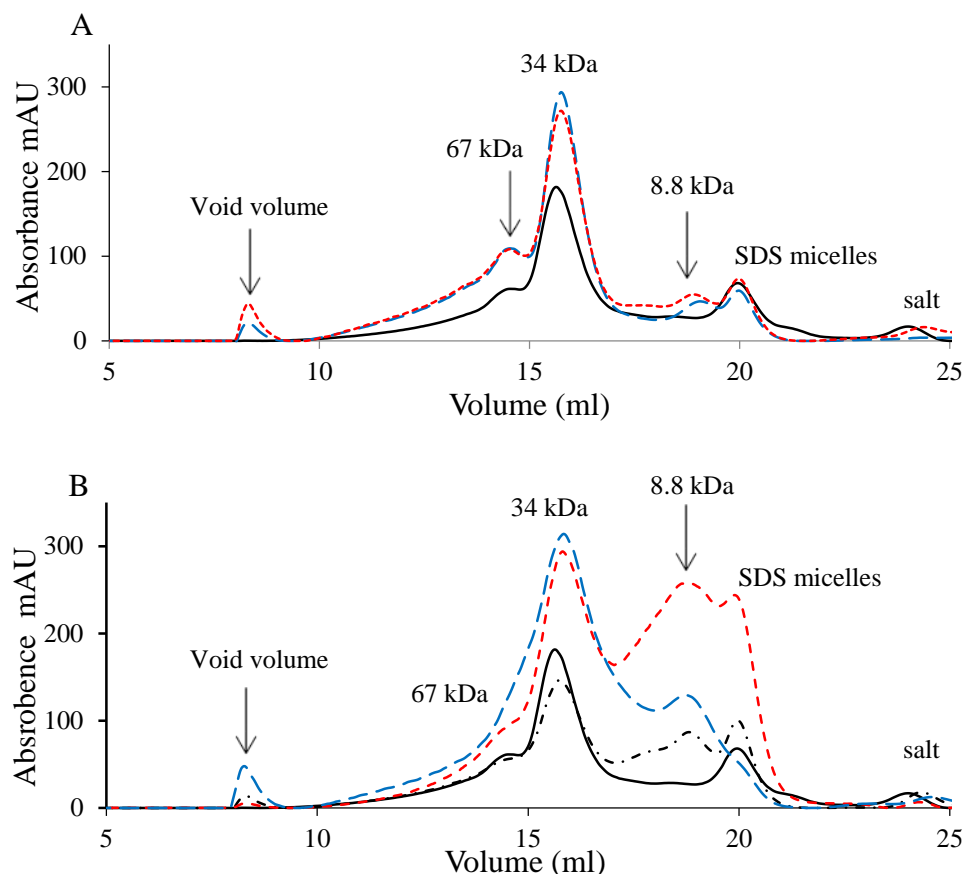 A
Absorbance mAU
300
200
100
0
Void volume
67 kDa
34 kDa
8.8 kDa
SDS micelles
salt
5
10
15
20
25
Volume (ml)
B
Absrobence mAU
300
200
100
0
Void volume
67 kDa
34 kDa
8.8 kDa
SDS micelles
salt
5
10
15
20
25
Volume (ml)